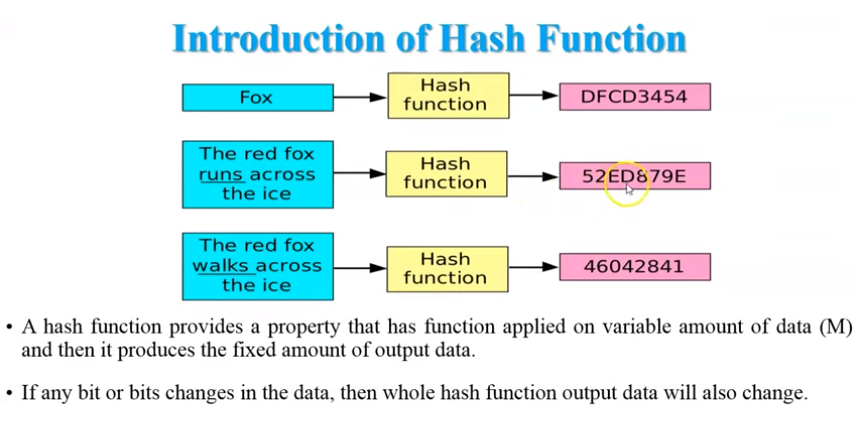 Introduction of Hash Function
Fox
Hash
function
DFCD3454
The red fox
runs across
the ice
Hash
function
52ED879E
The red fox
walks across
the ice
Hash
function
46042841
• A hash function provides a property that has function applied on variable amount of data (M)
and then it produces the fixed amount of output data.
• If any bit or bits changes in the data, then whole hash function output data will also change.